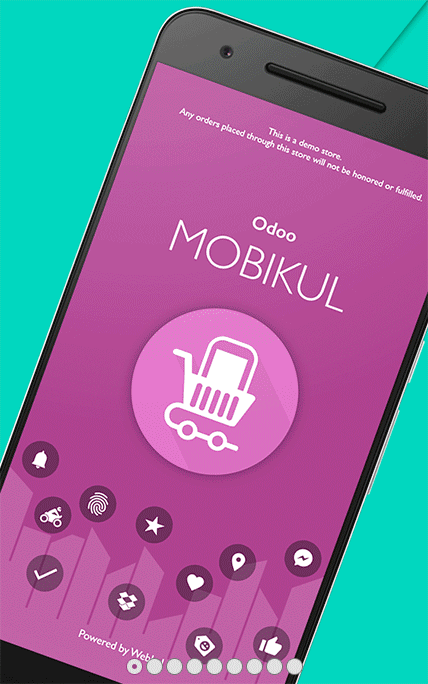 This is a demo store.
Any orders placed through this store will not be honored or fulfilled.
Odoo
MOBIKUL
Powered by